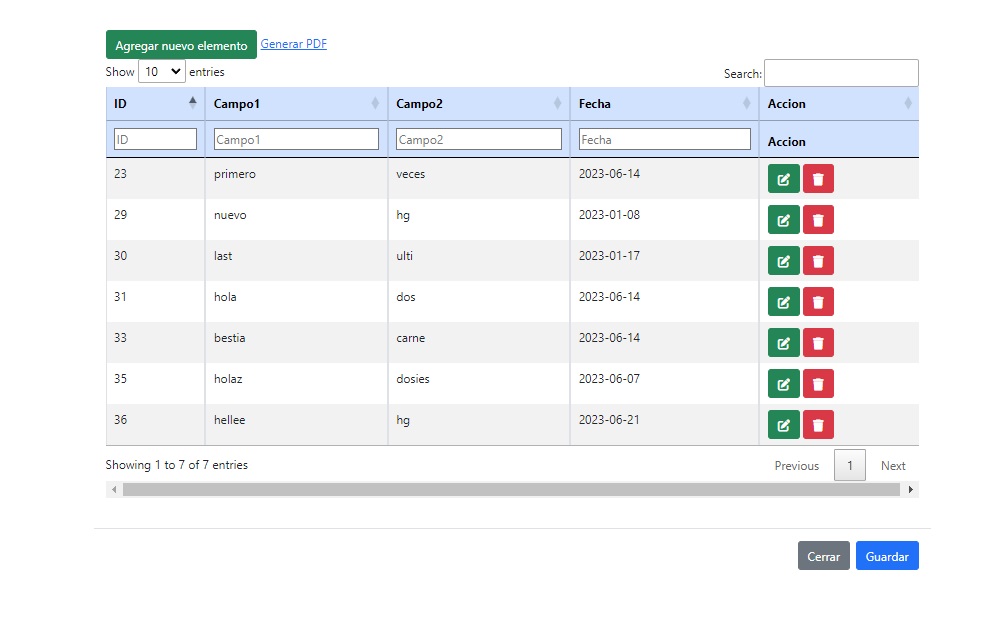 Agregar nuevo elemento Generar PDF
Show 10 entries Search:
ID Campo1 Campo2 Fecha Accion
ID Campo1 Campo2 Fecha Accion
23 primero veces 2023-06-14
29 nuevo hg 2023-01-08
30 last ulti 2023-01-17
31 hola dos 2023-06-14
33 bestia carne 2023-06-14
35 holaz dosies 2023-06-07
36 hellee hg 2023-06-21
Showing 1 to 7 of 7 entries Previous 1 Next
Cerrar Guardar